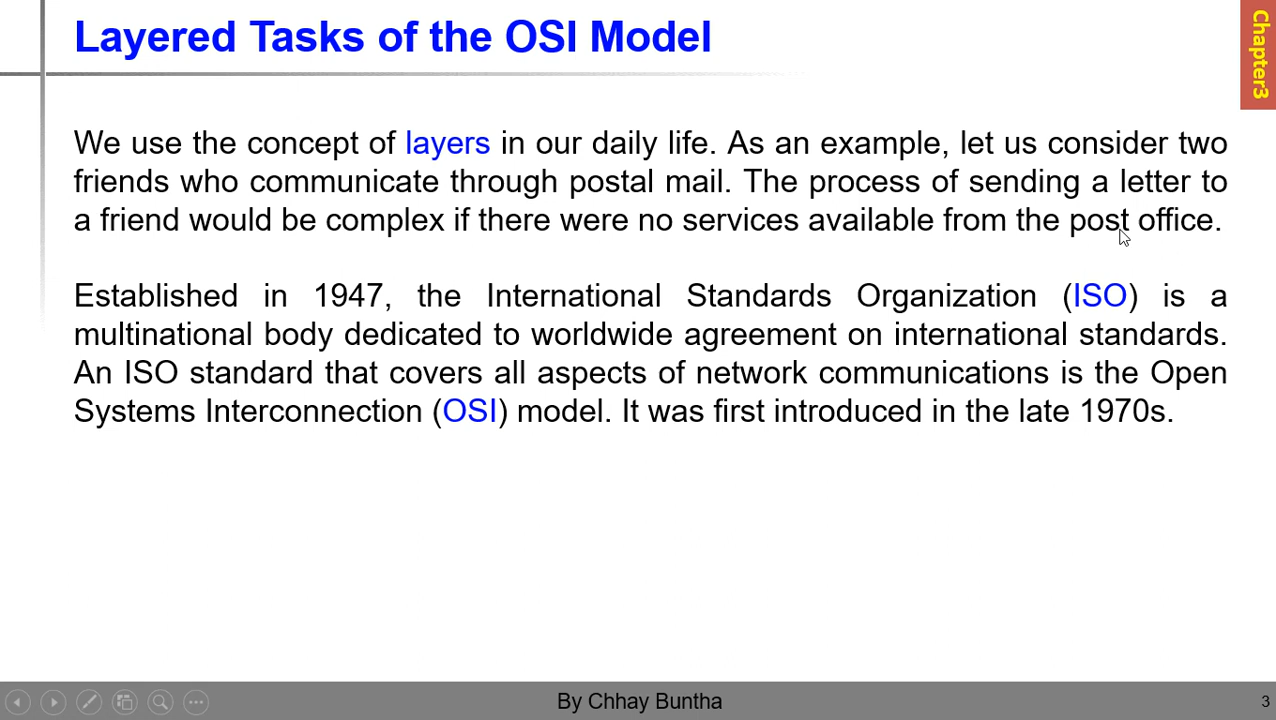 Layered Tasks of the OSI Model
Chapter3
We use the concept of layers in our daily life. As an example, let us consider two
friends who communicate through postal mail. The process of sending a letter to
a friend would be complex if there were no services available from the post office.
Established in 1947, the International Standards Organization (ISO) is a
multinational body dedicated to worldwide agreement on international standards.
An ISO standard that covers all aspects of network communications is the Open
Systems Interconnection (OSI) model. It was first introduced in the late 1970s.
By Chhay Buntha
3